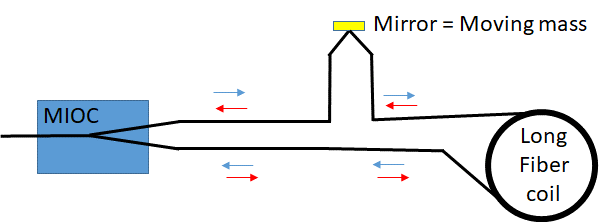 Mirror = Moving mass
MIOC
Long
Fiber
coil